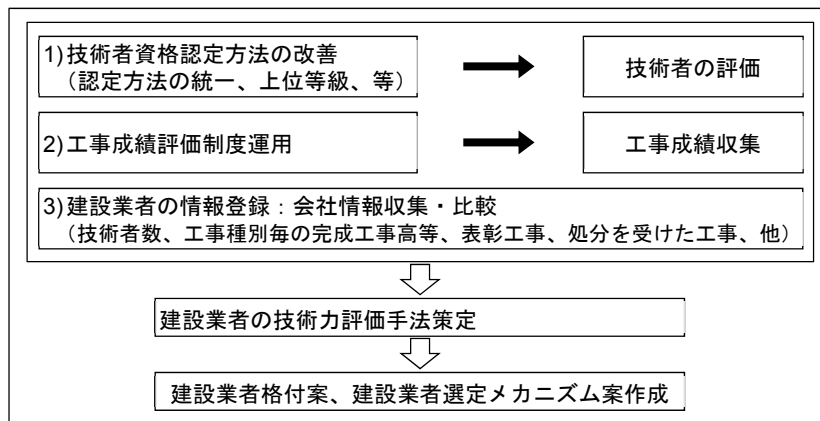 1)技術者資格認定方法の改善
（認定方法の統一、上位等級、等）
技術者の評価
2)工事成績評価制度運用
工事成績収集
3)建設業者の情報登録：会社情報収集・比較
（技術者数、工事種別毎の完成工事高等、表彰工事、処分を受けた工事、他）
建設業者の技術力評価手法策定
建設業者格付案、建設業者選定メカニズム案作成